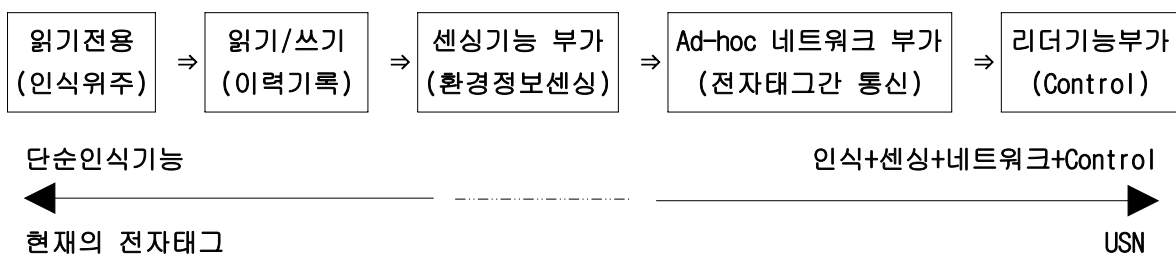 읽기전용 ⇒ 읽기/쓰기 ⇒ 센싱기능 부가 ⇒ Ad-hoc 네트워크 부가 ⇒ 리더기능부가
(인식위주) (이력기록) (환경정보센싱) (전자태그간 통신) (Control)
단순인식기능 인식+센싱+네트워크+Control
현재의 전자태그 USN